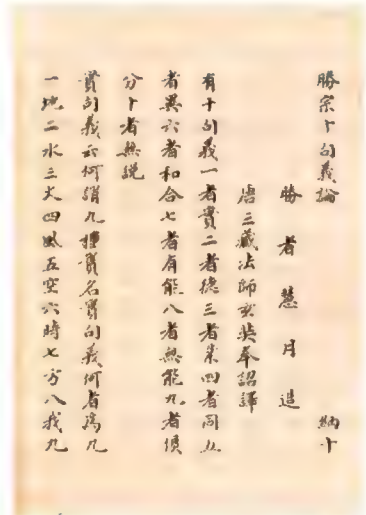 勝宗十句義論 納十
勝者慧月造
唐三藏法師玄奘奉詔譯
有十句義一者實二者德三者業四者同五
者異六者和合七者有能八者無能九者俱
分十者無說
實句義云何謂九種實名實句義何者為九
一地二水三火四風五空六時七方八我九